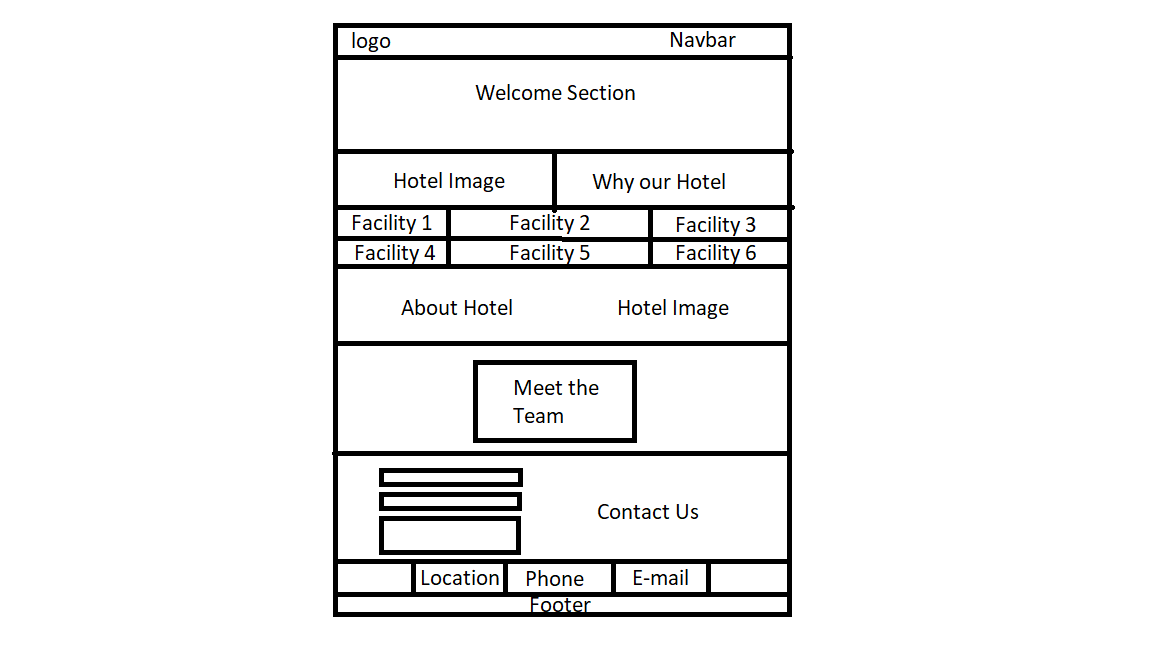 logo
Navbar
Welcome Section
Hotel Image
Why our Hotel
Facility 1
Facility 2
Facility 3
Facility 4
Facility 5
Facility 6
About Hotel
Hotel Image
Meet the
Team
Contact Us
Location
Phone
E-mail
Footer